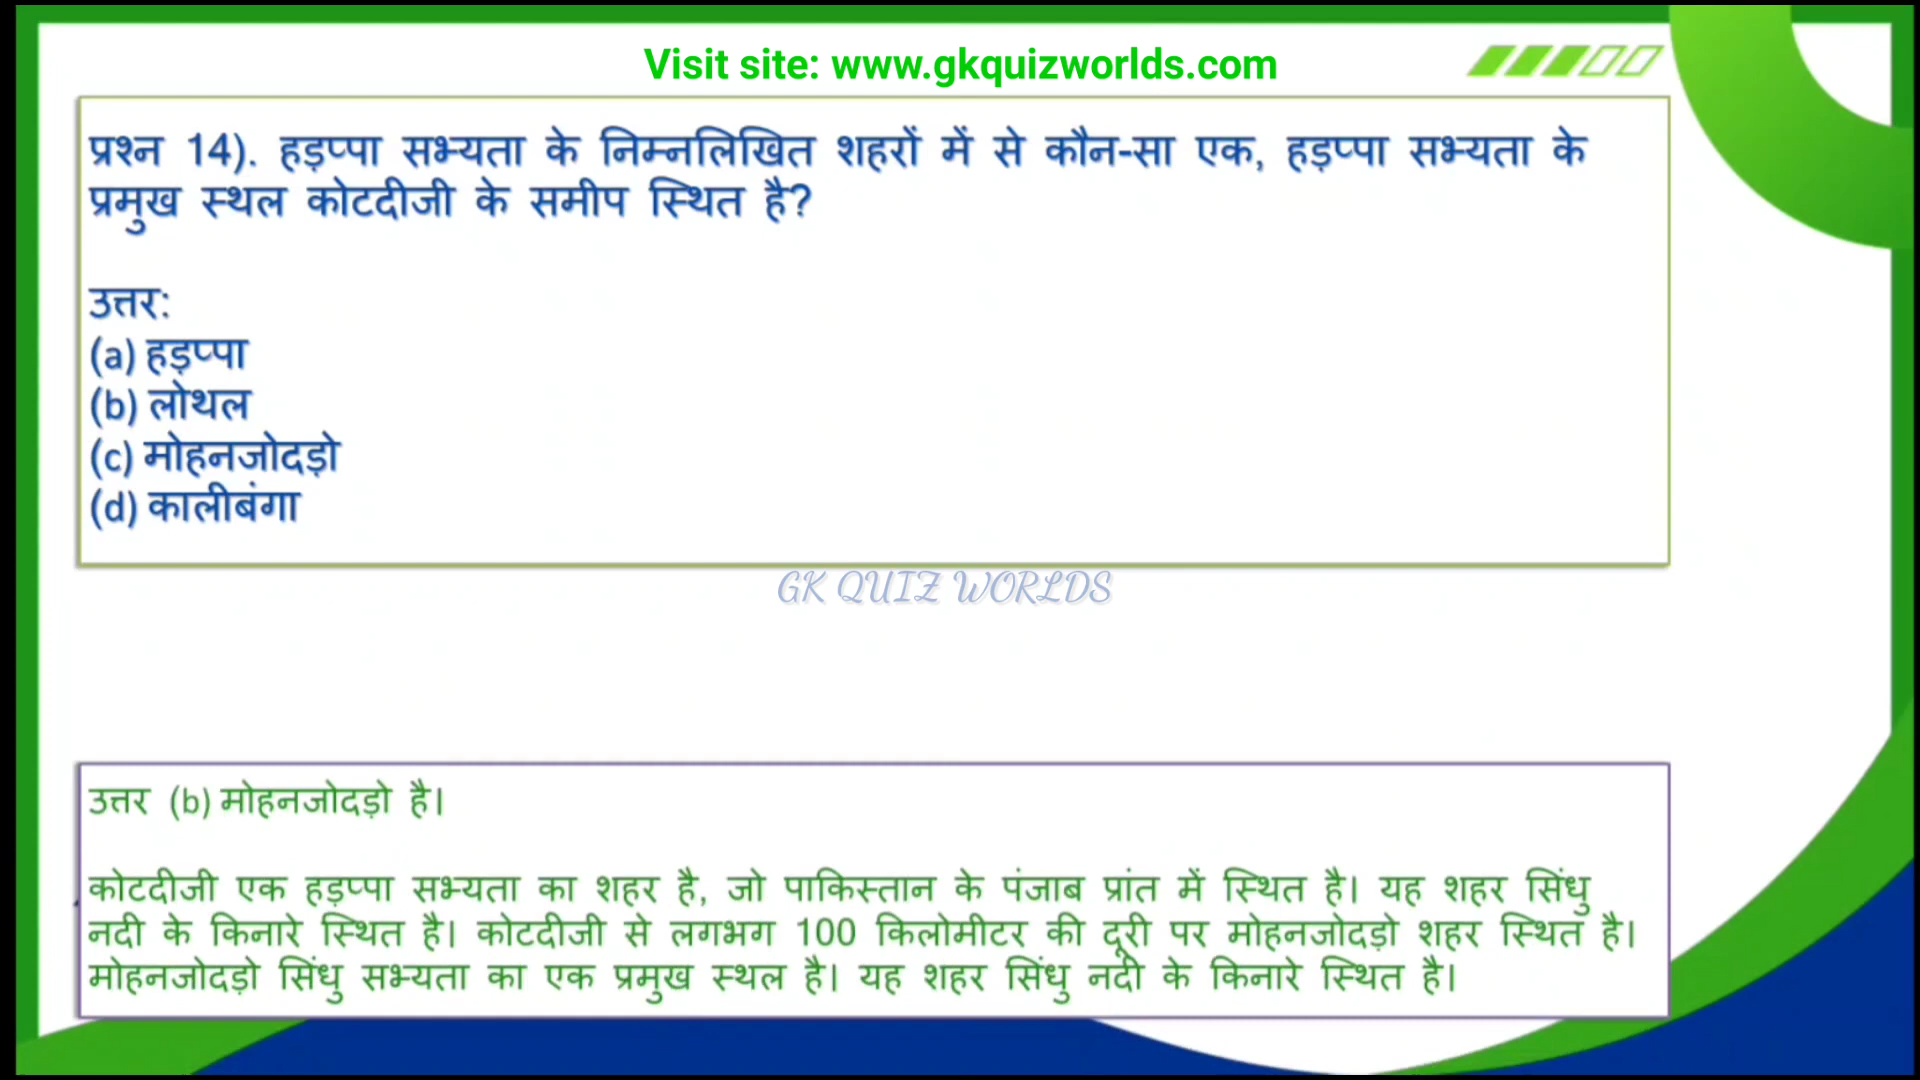 Visit site: www.gkquizworlds.com
प्रश्न 14). हड़प्पा सभ्यता के निम्नलिखित शहरों में से कौन-सा एक, हड़प्पा सभ्यता के
प्रमुख स्थल कोटदीजी के समीप स्थित है?
उत्तर:
(a) हड़प्पा
(b) लोथल
(c) मोहनजोदड़ो
(d) कालीबंगा
GK QUIZ WORLDS
उत्तर (b) मोहनजोदड़ो है।
कोटदीजी एक हड़प्पा सभ्यता का शहर है, जो पाकिस्तान के पंजाब प्रांत में स्थित है। यह शहर सिंधु
नदी के किनारे स्थित है। कोटदीजी से लगभग 100 किलोमीटर की दूरी पर मोहनजोदड़ो शहर स्थित है।
मोहनजोदड़ो सिंधु सभ्यता का एक प्रमुख स्थल है। यह शहर सिंधु नदी के किनारे स्थित है।